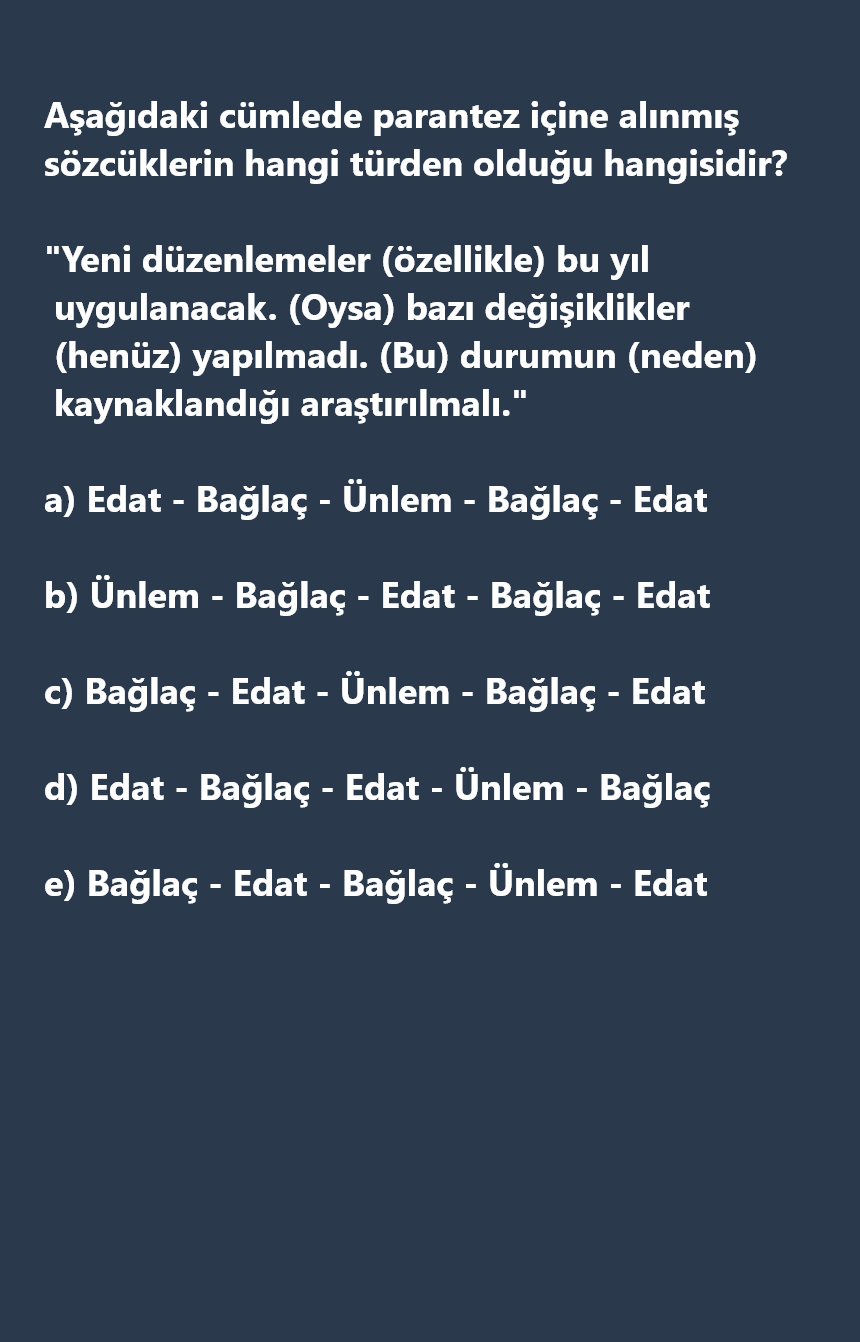 Aşağıdaki cümlede parantez içine alınmış
sözcüklerin hangi türden olduğu hangisidir?
"Yeni düzenlemeler (özellikle) bu yıl
uygulanacak. (Oysa) bazı değişiklikler
(henüz) yapılmadı. (Bu) durumun (neden)
kaynaklandığı araştırılmalı."
a) Edat - Bağlaç - Ünlem - Bağlaç - Edat
b) Ünlem - Bağlaç - Edat - Bağlaç - Edat
c) Bağlaç - Edat - Ünlem - Bağlaç - Edat
d) Edat - Bağlaç - Edat - Ünlem - Bağlaç
e) Bağlaç - Edat - Bağlaç - Ünlem - Edat